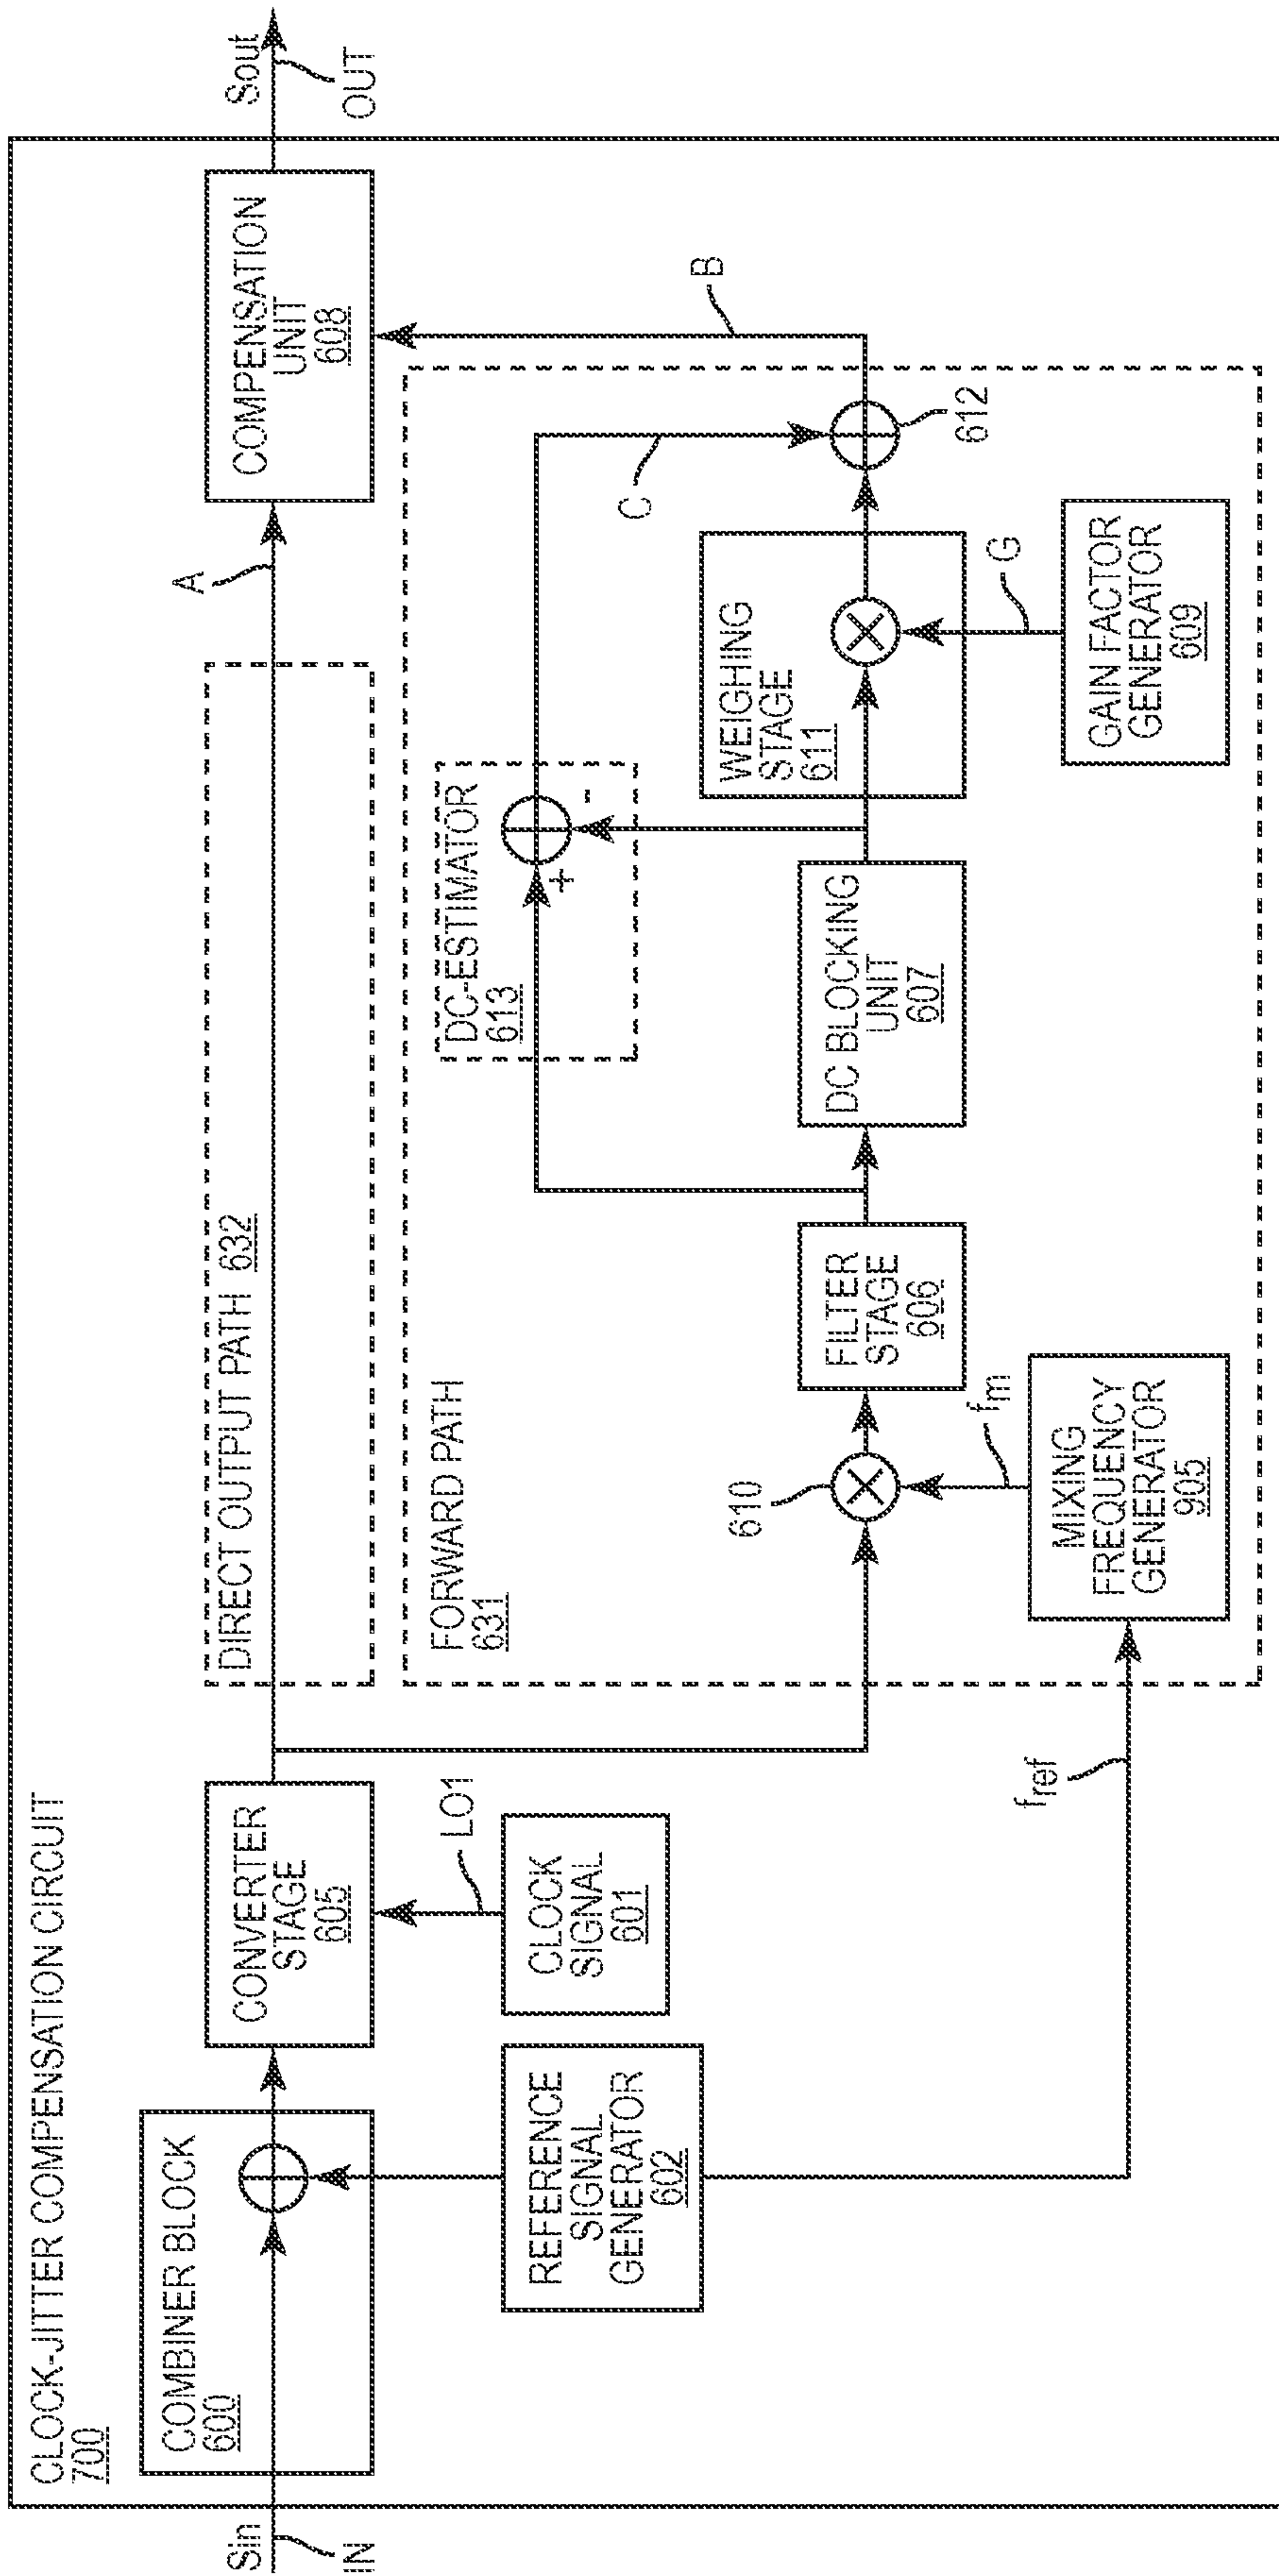 CLOCK-JITTER COMPENSATION CIRCUIT
700
Sin
IN
COMBINER BLOCK
600
CONVERTER
STAGE
605
LO1
CLOCK
SIGNAL
601
REFERENCE
SIGNAL
GENERATOR
602
fref
DIRECT OUTPUT PATH 632
A
COMPENSATION
UNIT
608
Sout
OUT
FORWARD PATH
631
610
fm
MIXING
FREQUENCY
GENERATOR
905
FILTER
STAGE
606
DC BLOCKING
UNIT
607
DC-ESTIMATOR
613
+
-
WEIGHING
STAGE
611
G
GAIN FACTOR
GENERATOR
609
C
612
B